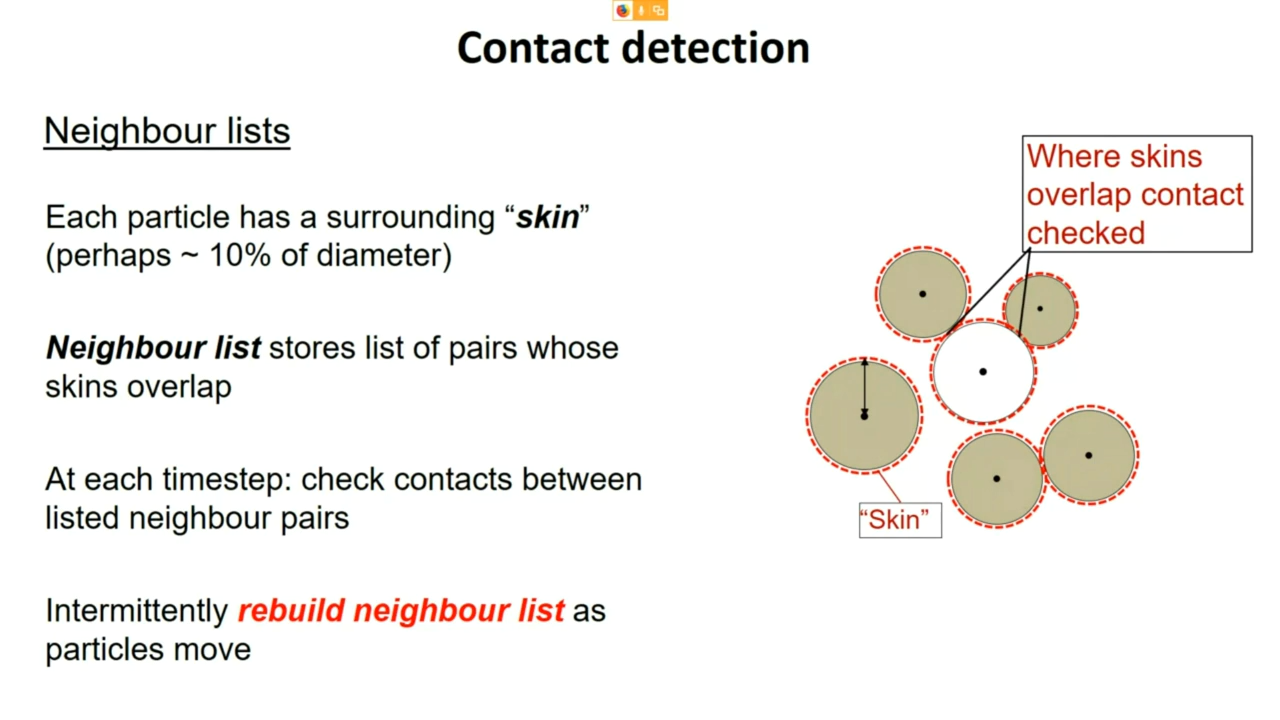 Contact detection
Neighbour lists
Each particle has a surrounding “skin”
(perhaps ~ 10% of diameter)
Neighbour list stores list of pairs whose
skins overlap
At each timestep: check contacts between
listed neighbour pairs
Intermittently rebuild neighbour list as
particles move
Where skins
overlap contact
checked
“Skin”